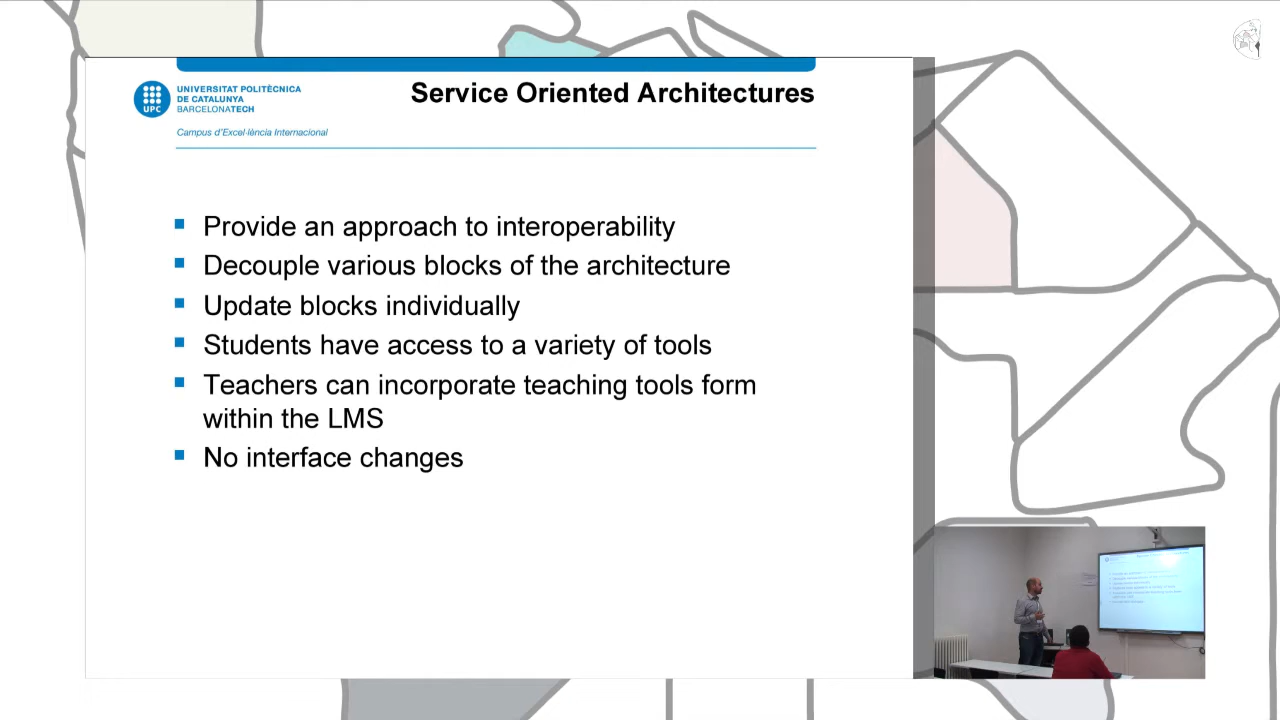 UNIVERSITAT POLITÈCNICA
DE CATALUNYA
BARCELONATECH
UPC
Campus d'Excel·lència Internacional
Service Oriented Architectures
Provide an approach to interoperability
Decouple various blocks of the architecture
Update blocks individually
Students have access to a variety of tools
Teachers can incorporate teaching tools form
within the LMS
No interface changes